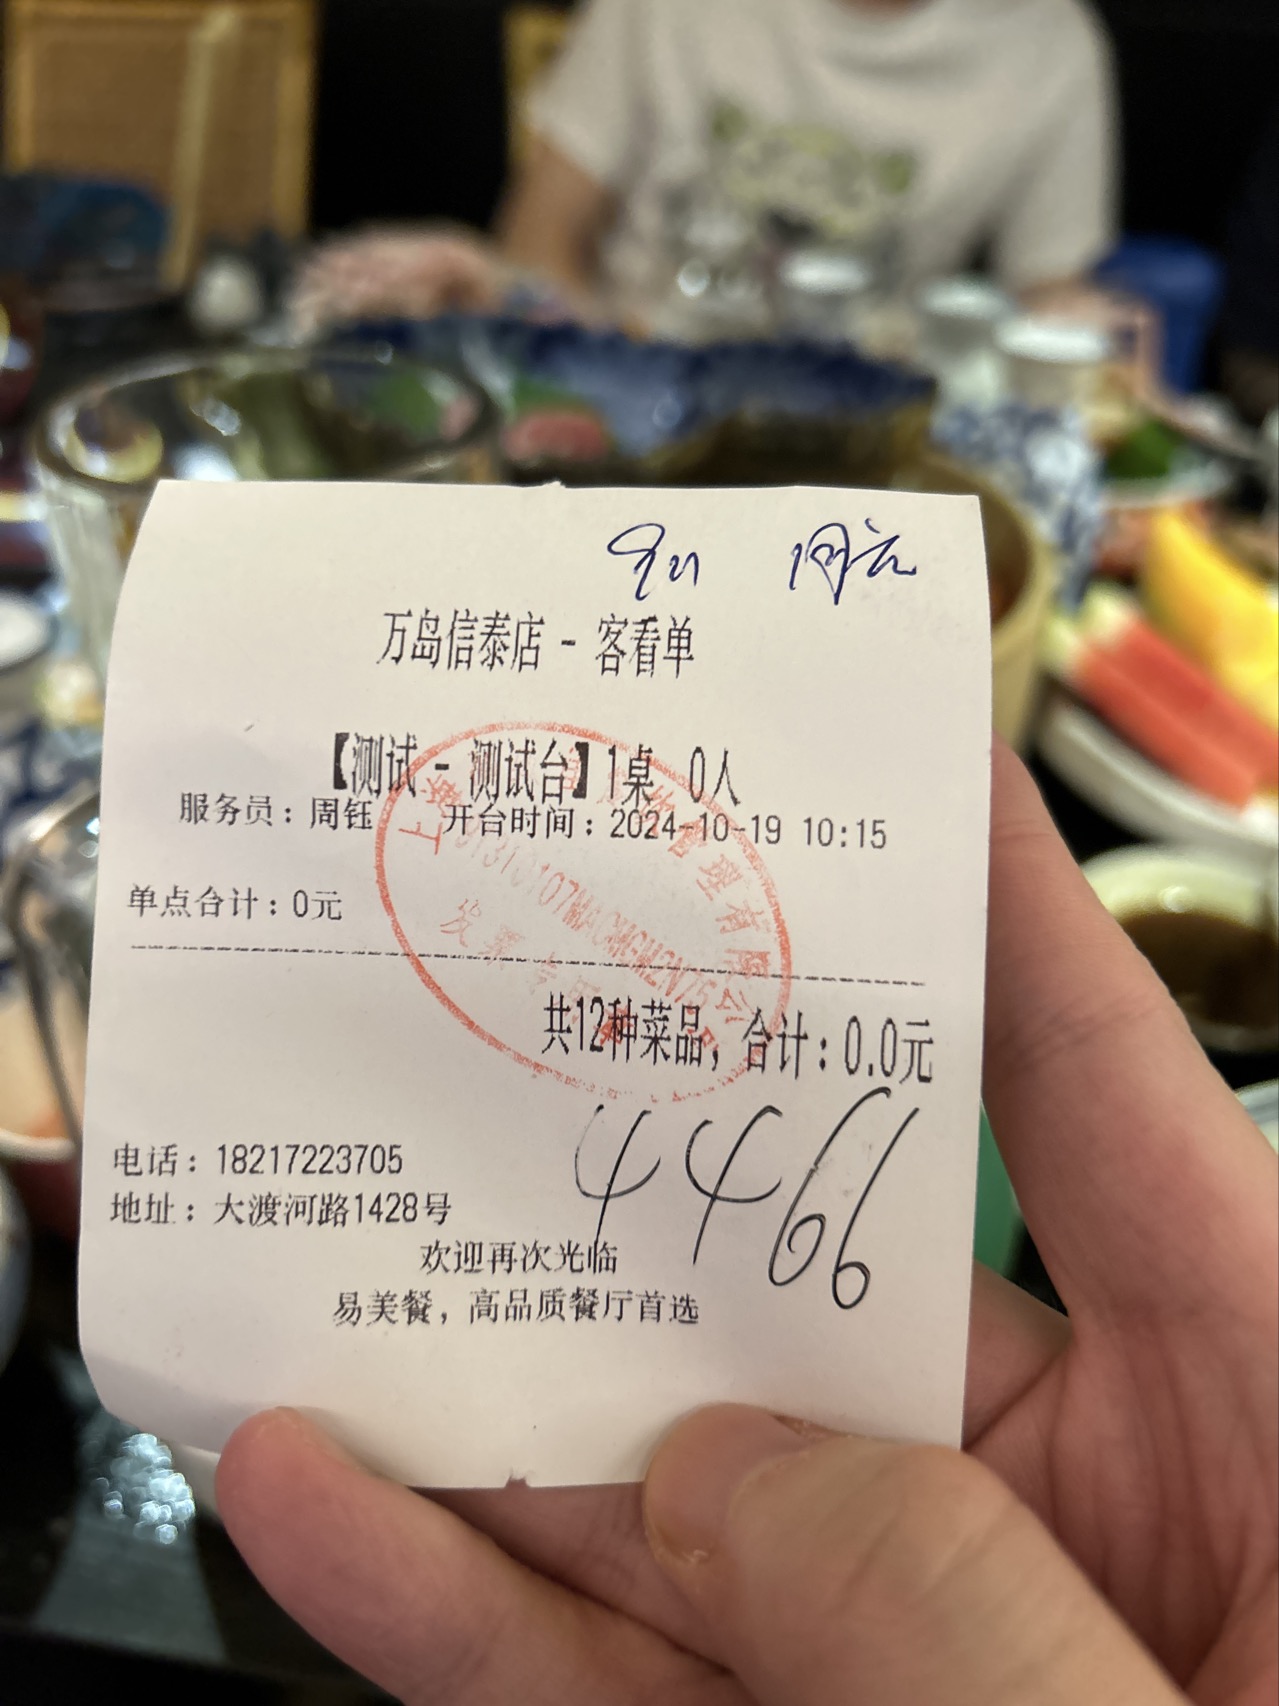 万岛信泰店 - 客看单
【测试 - 测试台】1桌 0人
服务员：周钰 开台时间：2024-10-19 10:15
单点合计：0元
共12种菜品，合计：0.0元
4466
电话：18217223705
地址：大渡河路1428号
欢迎再次光临
易美餐，高品质餐厅首选